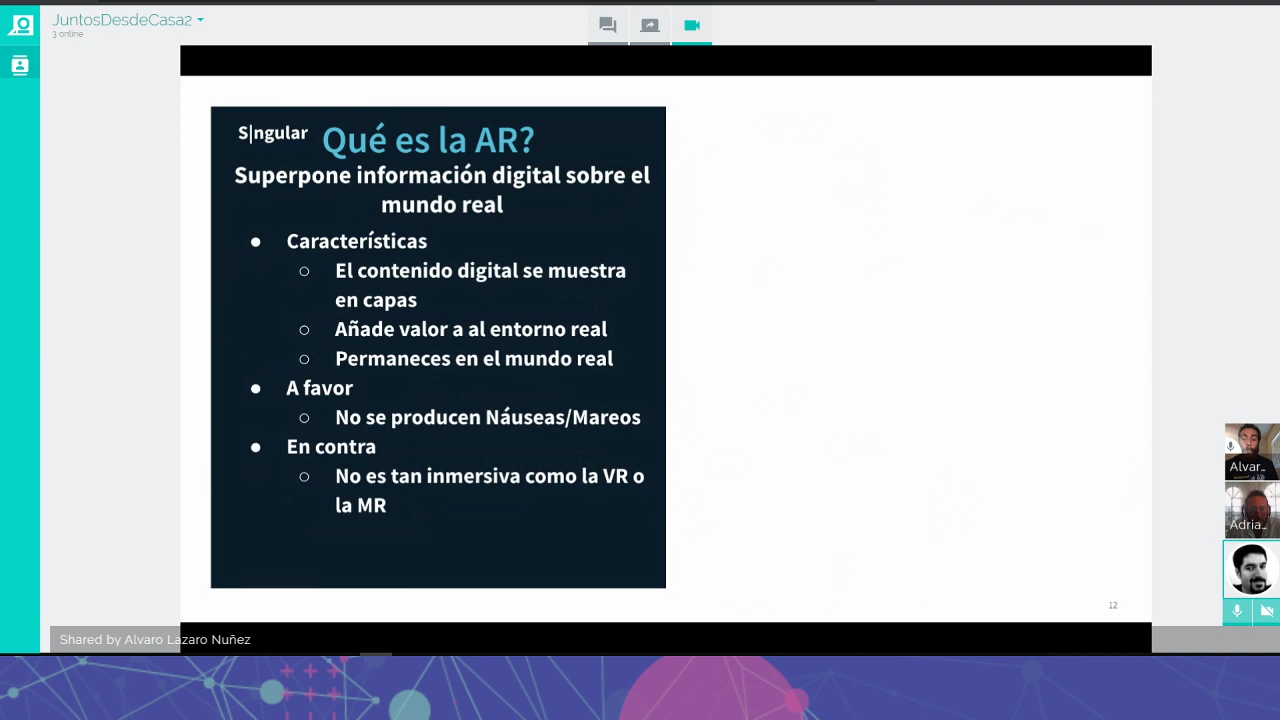 JuntosDesdeCasa2
3 online
S|ngular
Qué es la AR?
Superpone información digital sobre el
mundo real
● Características
○ El contenido digital se muestra
en capas
○ Añade valor a al entorno real
○ Permaneces en el mundo real
● A favor
○ No se producen Náuseas/Mareos
● En contra
○ No es tan inmersiva como la VR o
la MR
12
Alvar...
Adria...
Shared by Alvaro Lazaro Nuñez